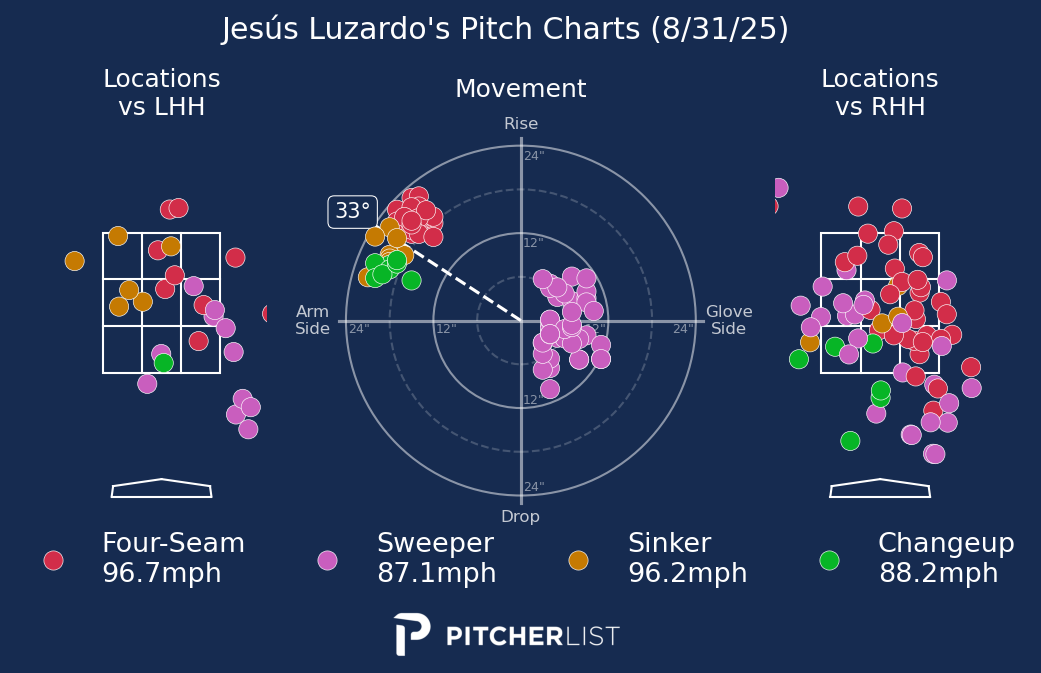 Jesús Luzardo's Pitch Charts (8/31/25)
Locations
vs LHH
Movement
Locations
vs RHH
Rise
24"
33°
12"
Arm
Side
24"
12"
12"
24"
Glove
Side
12"
24"
Drop
Four-Seam
96.7mph
Sweeper
87.1mph
Sinker
96.2mph
Changeup
88.2mph
PITCHERLIST